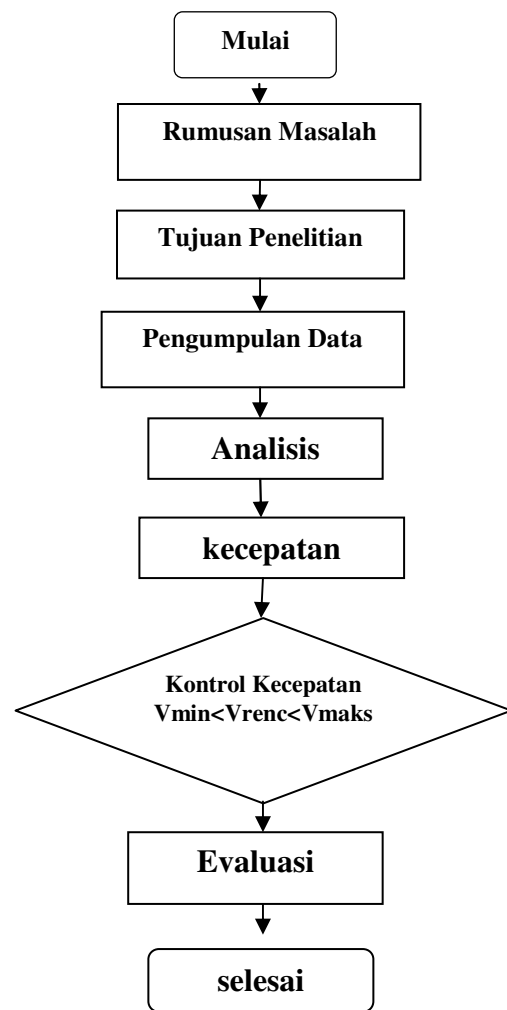 Mulai
Rumusan Masalah
Tujuan Penelitian
Pengumpulan Data
Analisis
kecepatan
Kontrol Kecepatan
Vmin<Vrenc<Vmaks
Evaluasi
selesai